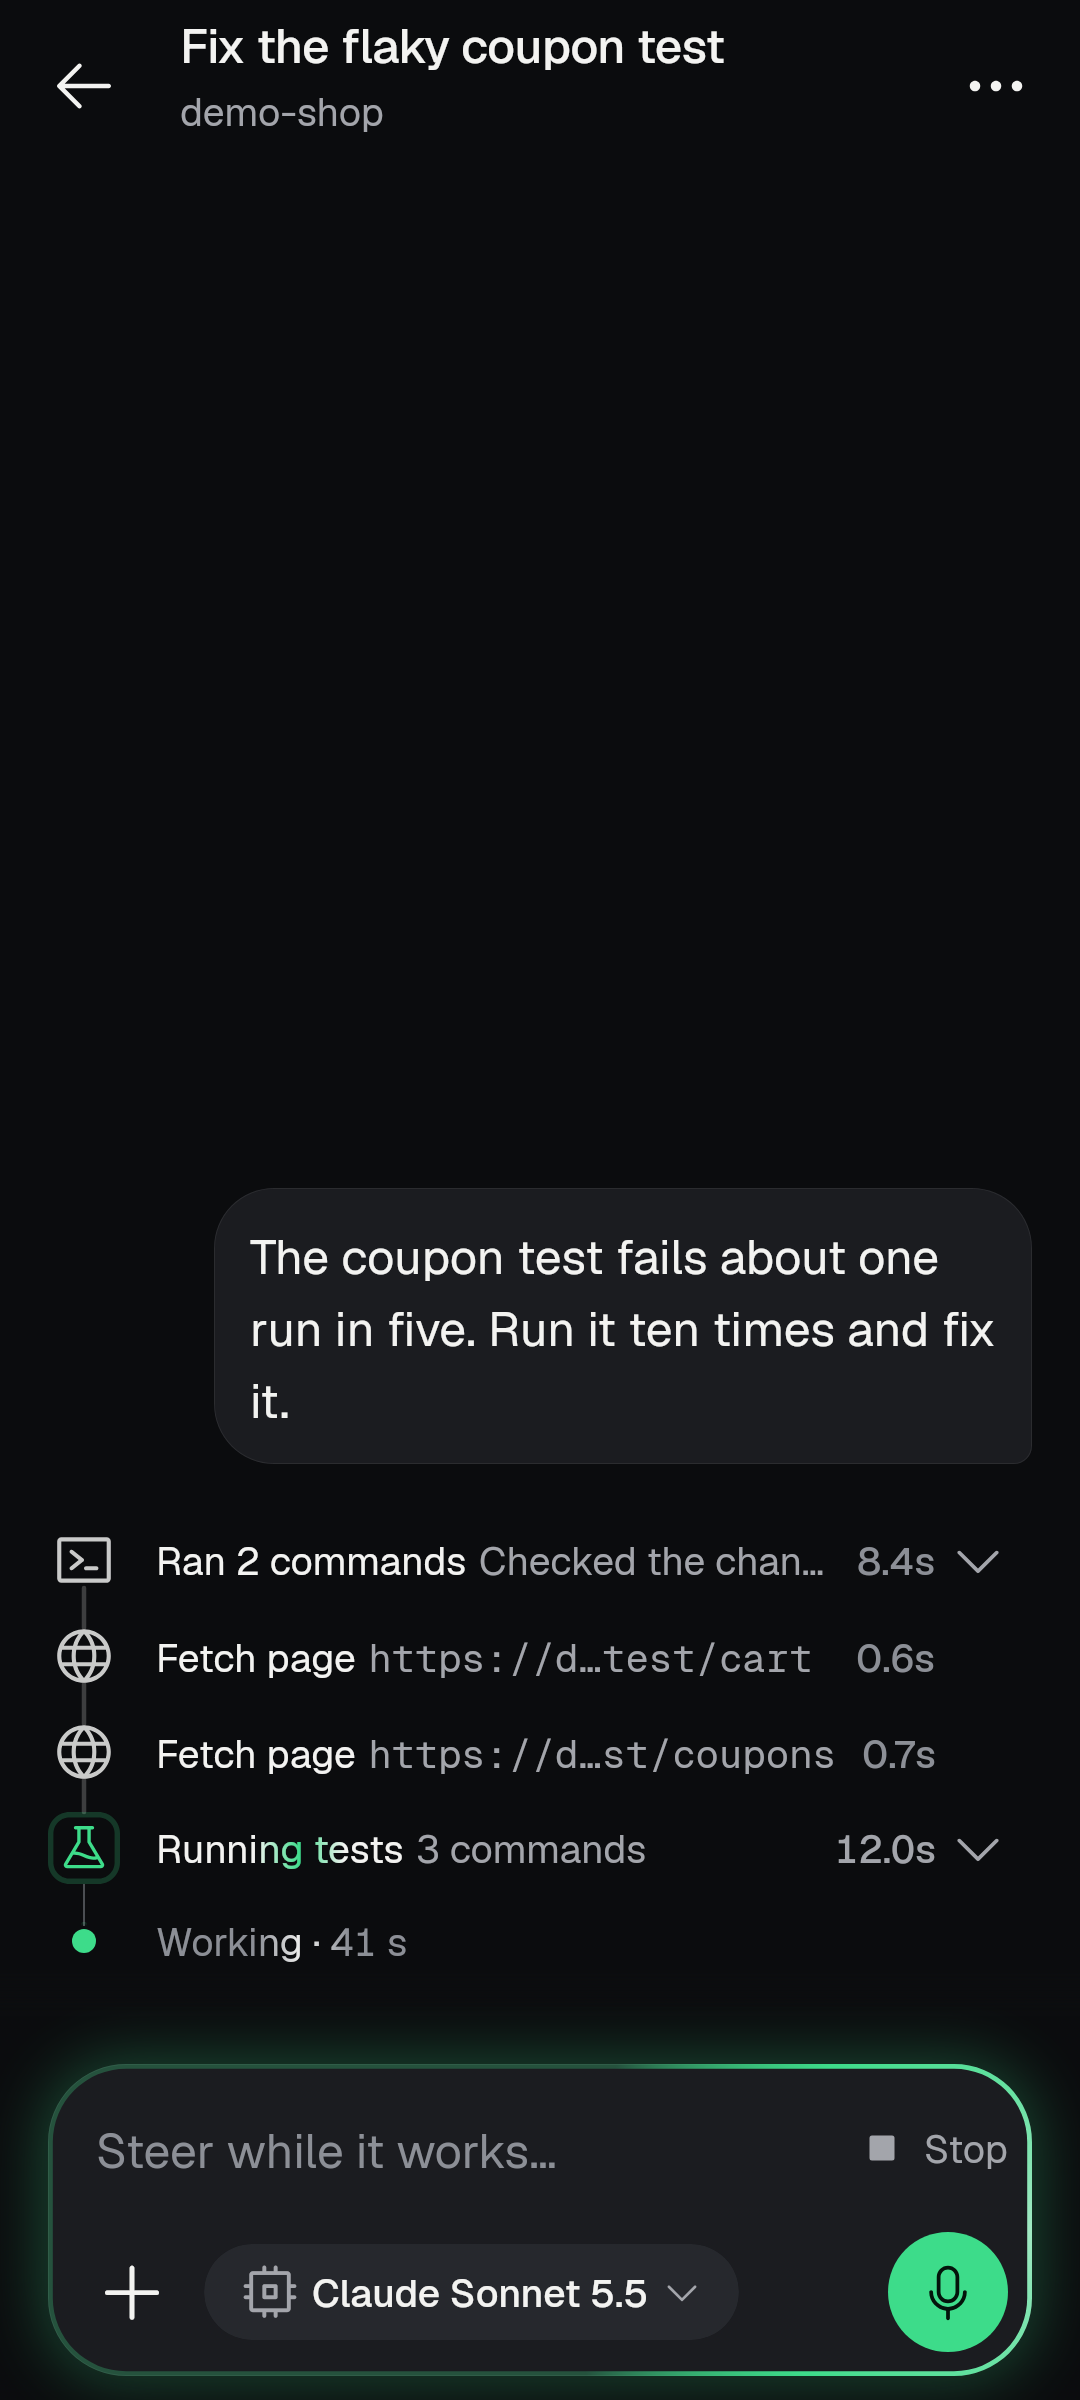 Fix the flaky coupon test
demo-shop
The coupon test fails about one
run in five. Run it ten times and fix
it.
Ran 2 commands Checked the chan… 8.4s
Fetch page https://d…test/cart 0.6s
Fetch page https://d…st/coupons 0.7s
Running tests 3 commands 12.0s
Working · 41 s
Steer while it works… Stop
Claude Sonnet 5.5